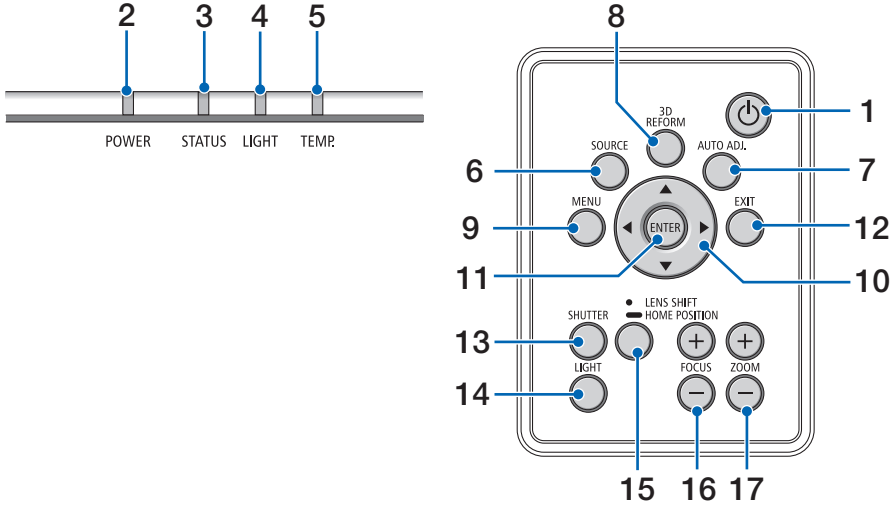 2 3 4 5
POWER STATUS LIGHT TEMP.
8
3D
REFORM
1
SOURCE
AUTO ADJ.
6
7
MENU
EXIT
9
ENTER
12
11
10
LENS SHIFT
SHUTTER
HOME POSITION
13
+ +
LIGHT
FOCUS ZOOM
14
− −
15 16 17